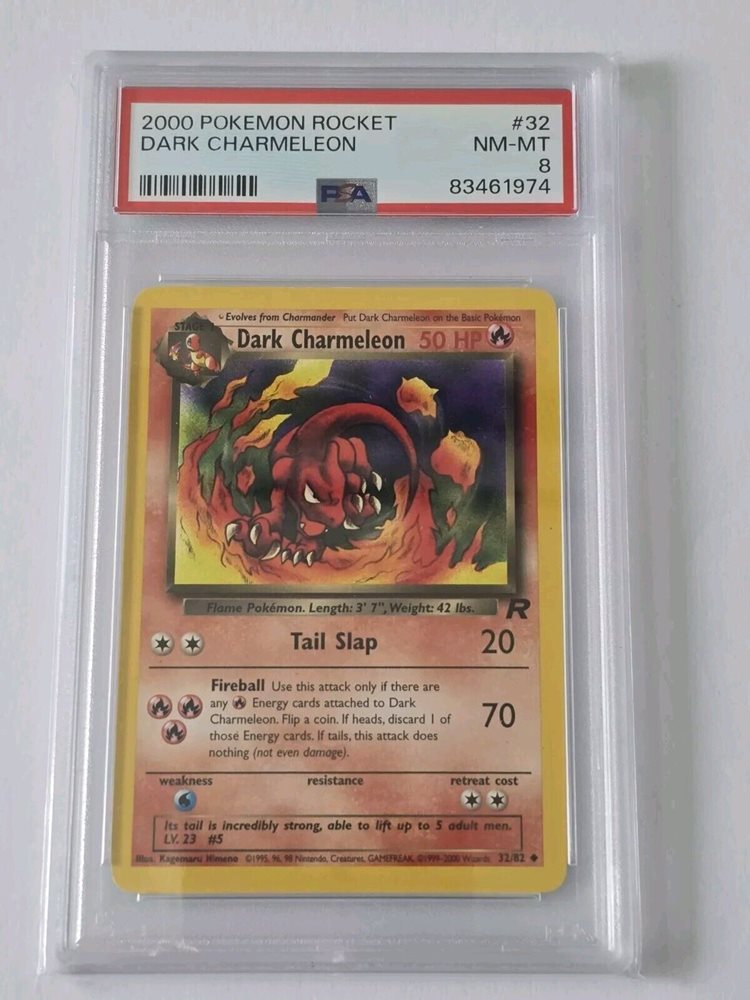 2000 POKEMON ROCKET #32
DARK CHARMELEON NM-MT
8
PSA 83461974
Evolves from Charmander Put Dark Charmeleon on the Basic Pokémon
STAGE
Dark Charmeleon 50 HP
Flame Pokémon. Length: 3' 7", Weight: 42 lbs.
R
Tail Slap 20
Fireball Use this attack only if there are
any Energy cards attached to Dark
Charmeleon. Flip a coin. If heads, discard 1 of
those Energy cards. If tails, this attack does
nothing (not even damage).
70
weakness resistance retreat cost
Its tail is incredibly strong, able to lift up to 5 adult men.
LV. 23 #5
Illus. Kagemaru Himeno ©1995, 96, 98 Nintendo, Creatures, GAMEFREAK. ©1999-2000 Wizards. 32/82